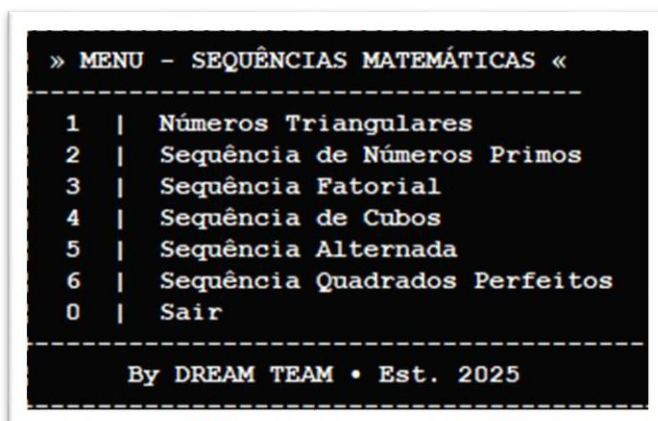 » MENU - SEQUÊNCIAS MATEMÁTICAS «
-----------------------------------
1 | Números Triangulares
2 | Sequência de Números Primos
3 | Sequência Fatorial
4 | Sequência de Cubos
5 | Sequência Alternada
6 | Sequência Quadrados Perfeitos
0 | Sair
---------------------------------------
By DREAM TEAM • Est. 2025
---------------------------------------